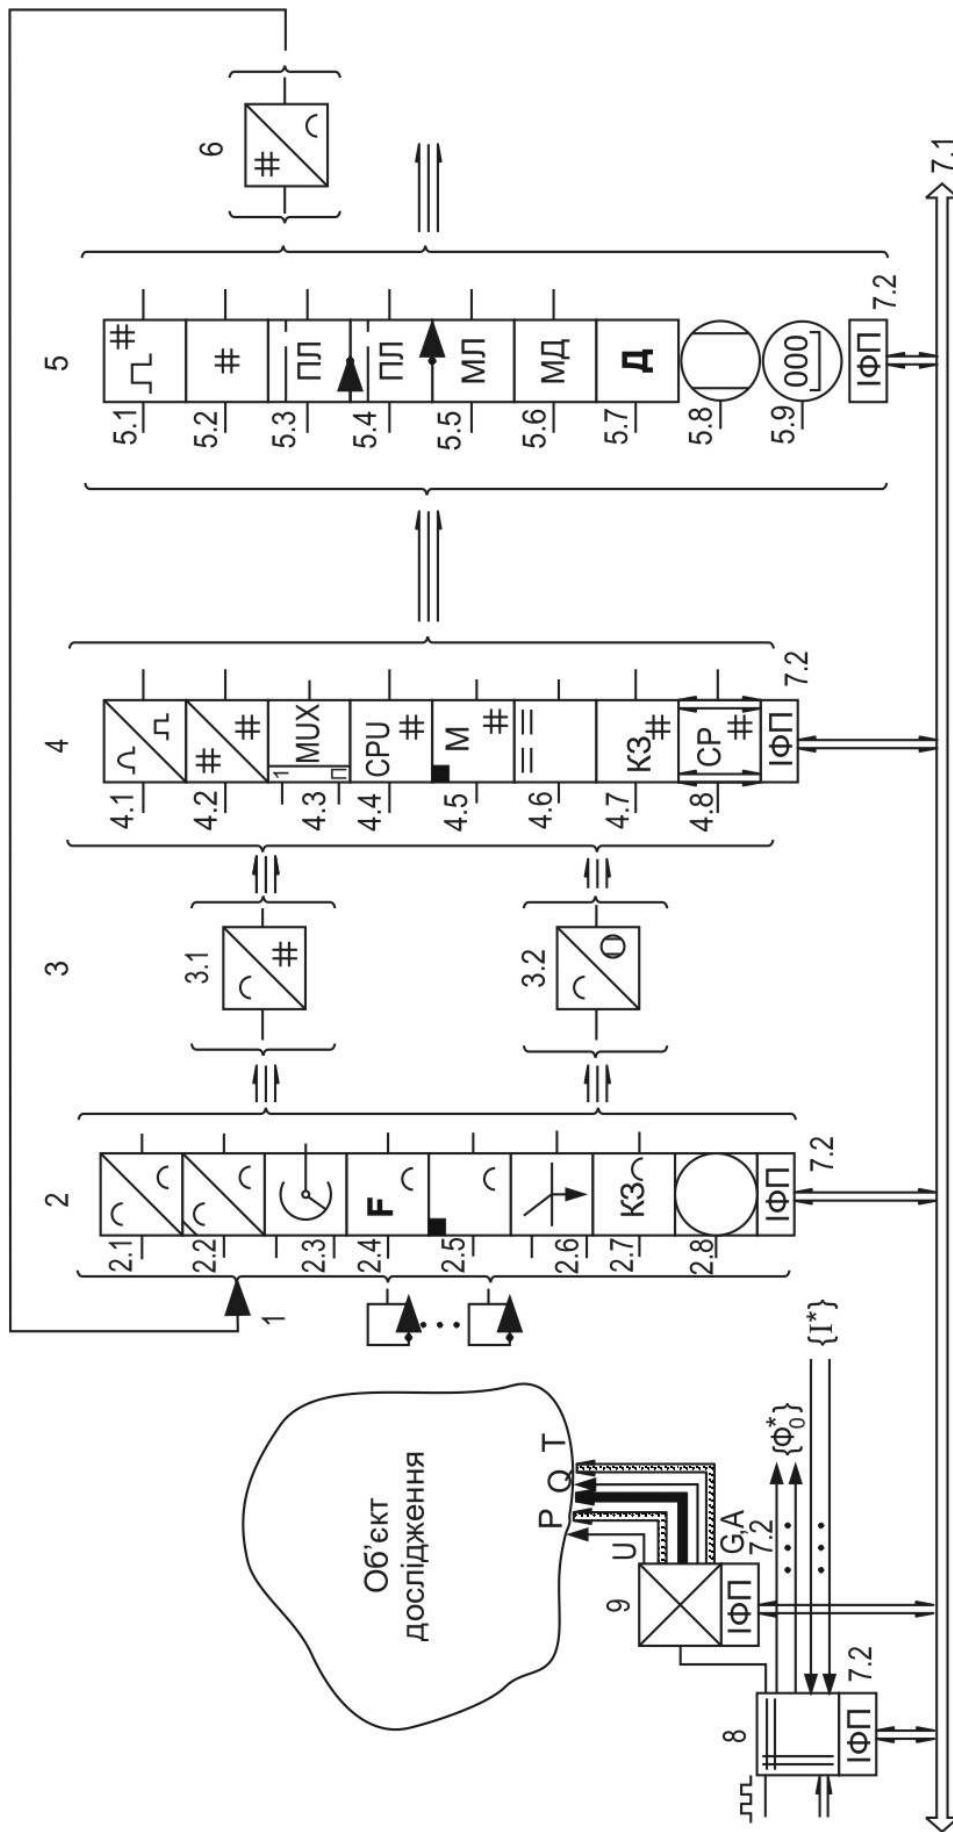 6
5
5.1
#
5.2
#
5.3
ПЛ
5.4
ПЛ
5.5
МЛ
5.6
МД
5.7
Д
5.8
5.9
000
ІФП
7.2
7.1
4
4.1
4.2
#
#
4.3
1
П
MUX
4.4
CPU
#
4.5
М
#
4.6
4.7
КЗ
#
4.8
СР
#
ІФП
7.2
3
3.1
#
3.2
2
2.1
2.2
2.3
2.4
F
2.5
2.6
2.7
КЗ
2.8
ІФП
7.2
1
Об'єкт
дослідження
P
Q
T
U
G,A
9
ІФП
7.2
{Ф₀*}
{I*}
8
ІФП
7.2